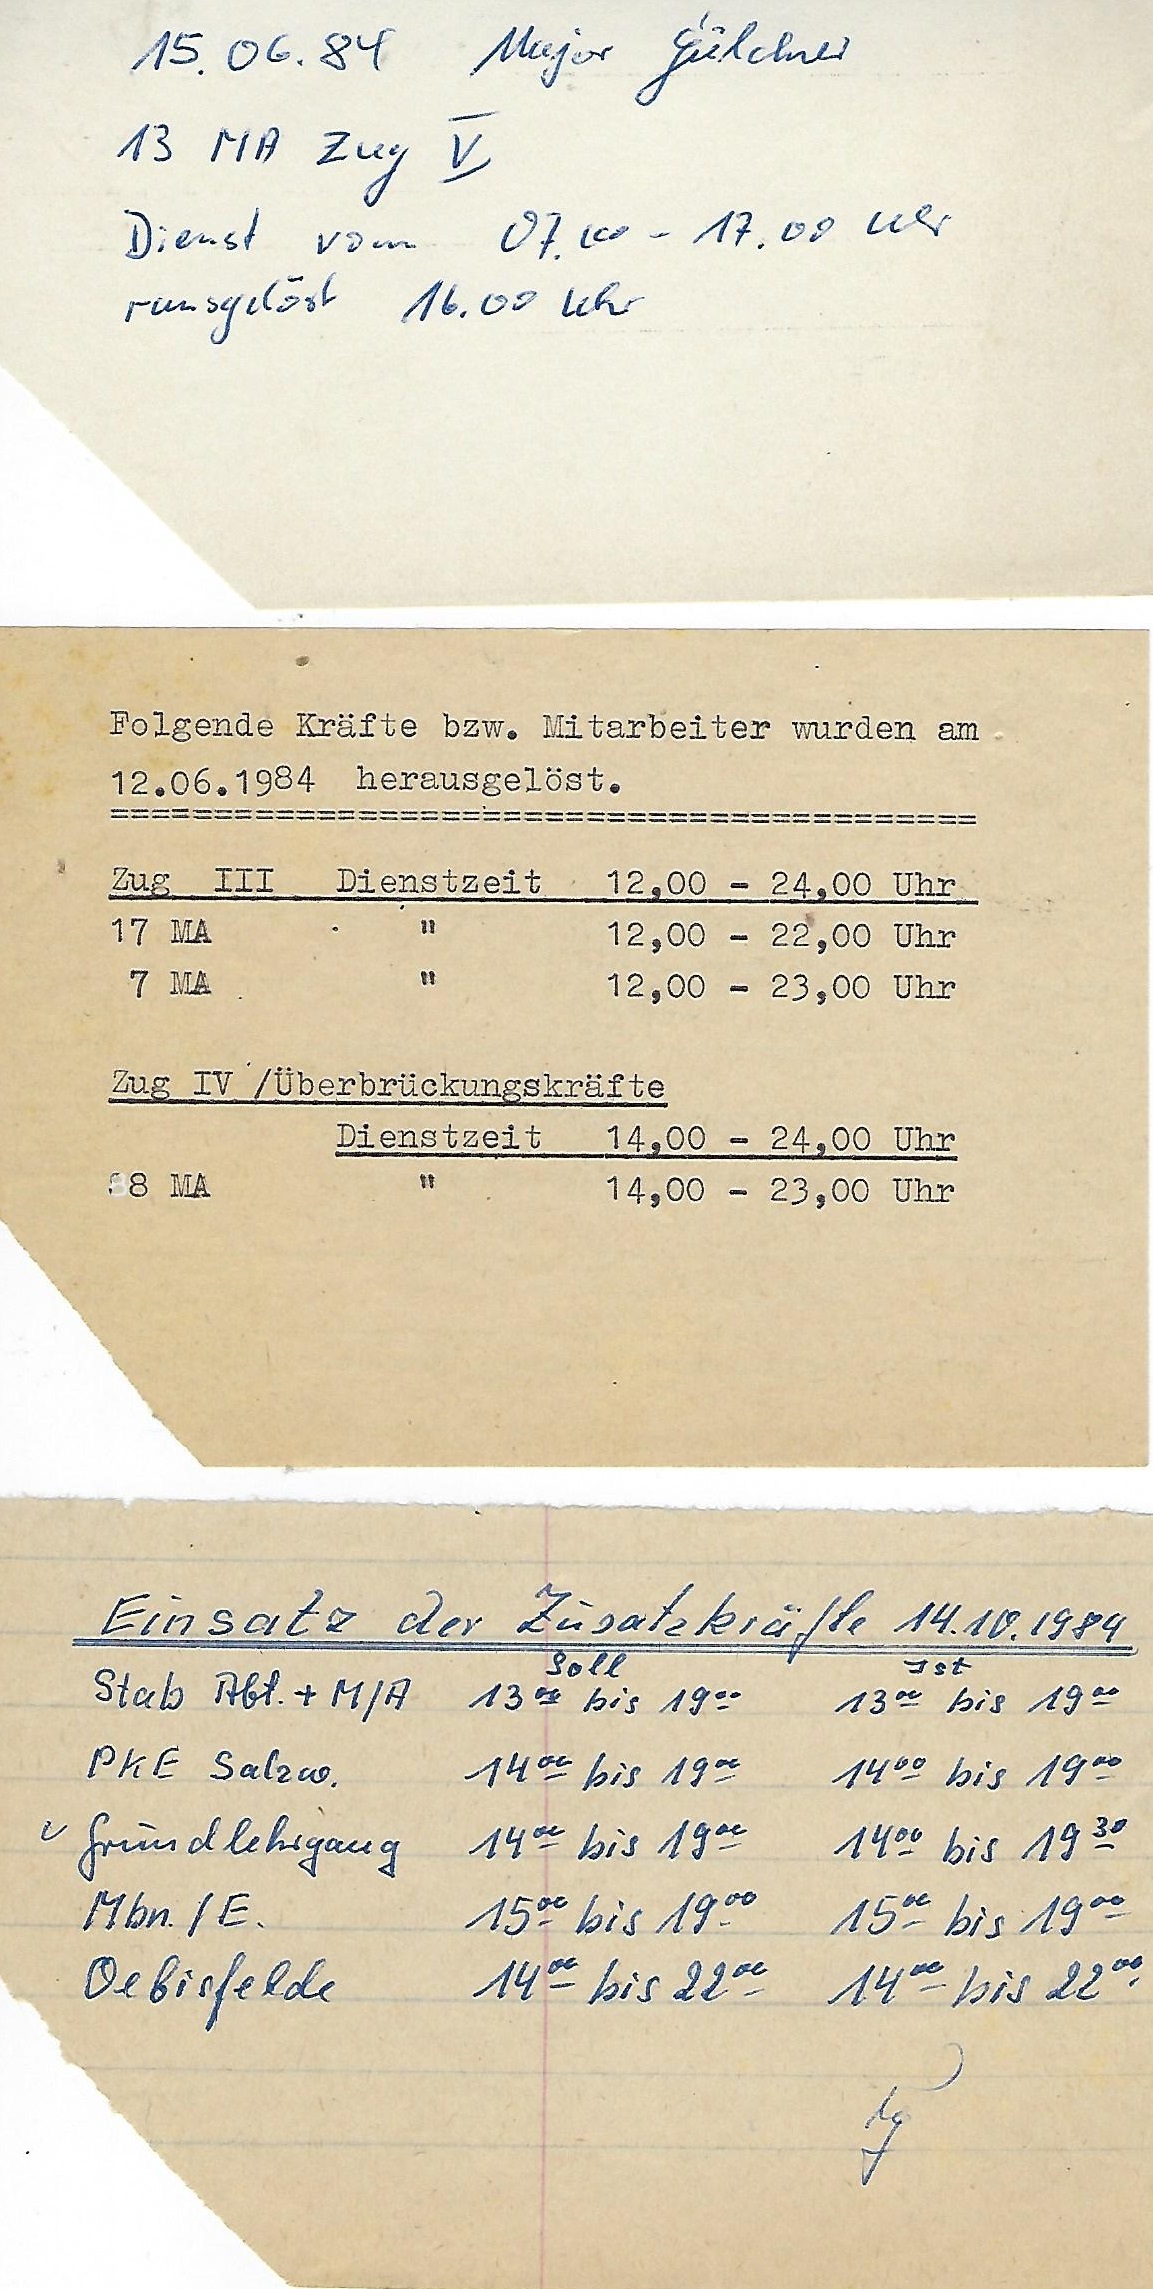 15.06.84 Major Gülchner
13 MA Zug V
Dienst vom 07.00 - 17.00 Uhr
rausgelöst 16.00 Uhr
Folgende Kräfte bzw. Mitarbeiter wurden am
12.06.1984 herausgelöst.
===========================================
Zug III Dienstzeit 12,00 - 24,00 Uhr
17 MA " 12,00 - 22,00 Uhr
7 MA " 12,00 - 23,00 Uhr
Zug IV /Überbrückungskräfte
Dienstzeit 14,00 - 24,00 Uhr
8 MA " 14,00 - 23,00 Uhr
Einsatz der Zusatzkräfte 14.10.1984
Soll Ist
Stab Abt. + M/A 13⁰⁰ bis 19⁰⁰ 13⁰⁰ bis 19⁰⁰
PKE Salzw. 14⁰⁰ bis 19⁰⁰ 14⁰⁰ bis 19⁰⁰
Grundlehrgang 14⁰⁰ bis 19⁰⁰ 14⁰⁰ bis 19³⁰
Mbn. / E. 15⁰⁰ bis 19⁰⁰ 15⁰⁰ bis 19⁰⁰
Oebisfelde 14⁰⁰ bis 22⁰⁰ 14⁰⁰ bis 22⁰⁰